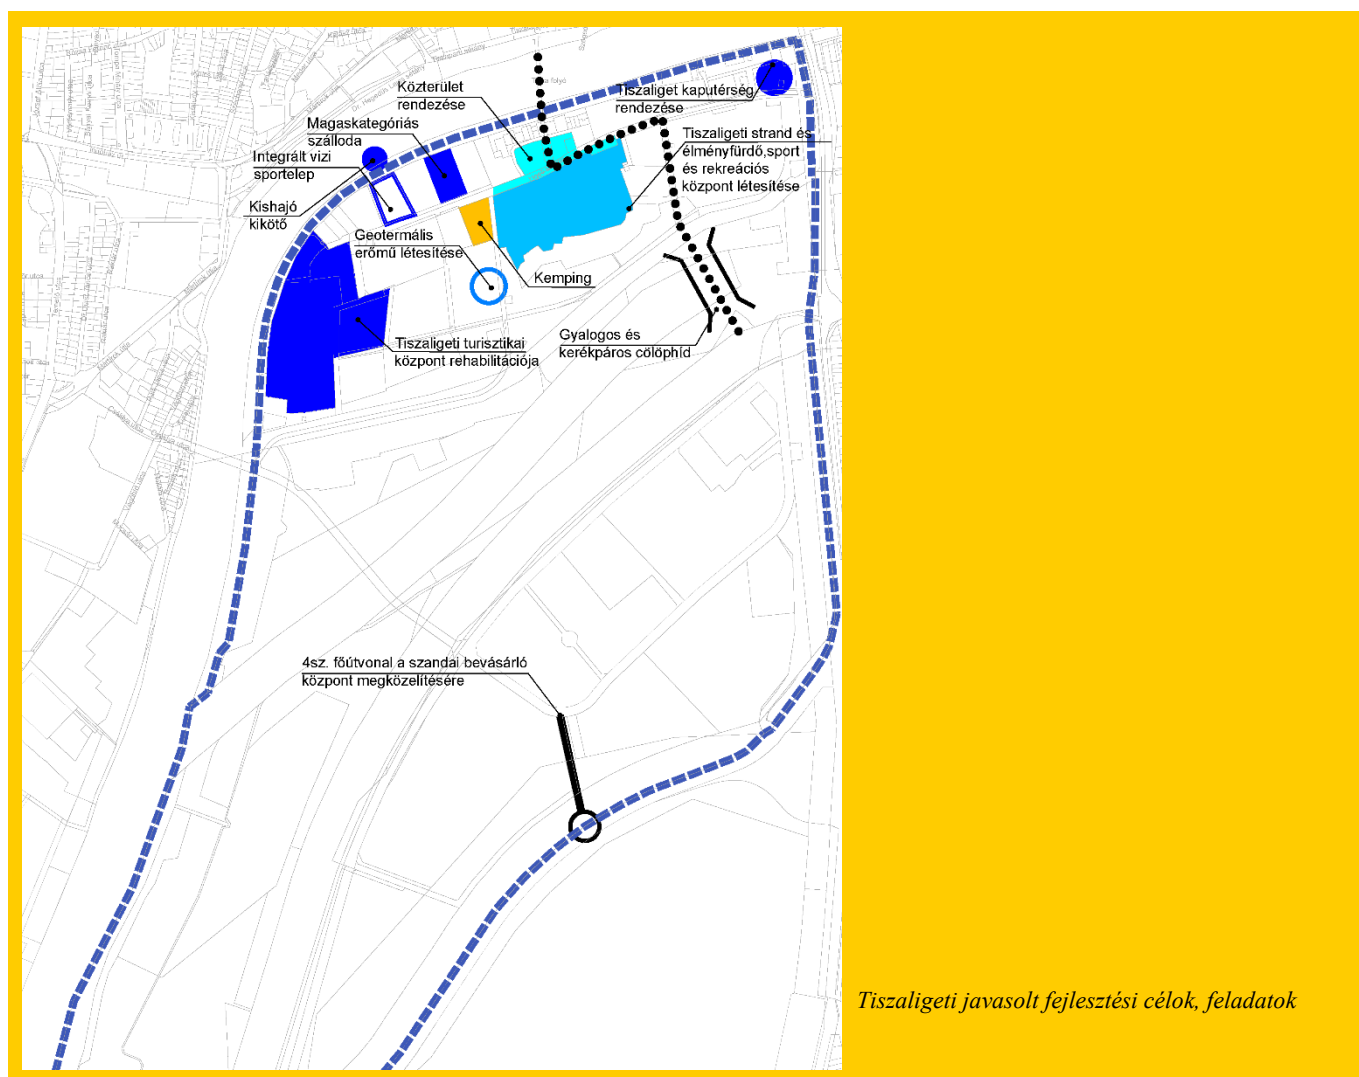 Közterület
rendezése
Tiszaliget kaputérség
rendezése
Magaskategóriás
szálloda
Tiszaligeti strand és
élményfürdő,sport
és rekreációs
központ létesítése
Integrált vizi
sportelep
Kishajó
kikötő
Geotermális
erőmű létesítése
Kemping
Gyalogos és
kerékpáros cölöphíd
Tiszaligeti turisztikai
központ rehabilitációja
4sz. főútvonal a szandai bevásárló
központ megközelítésére
Tiszaligeti javasolt fejlesztési célok, feladatok